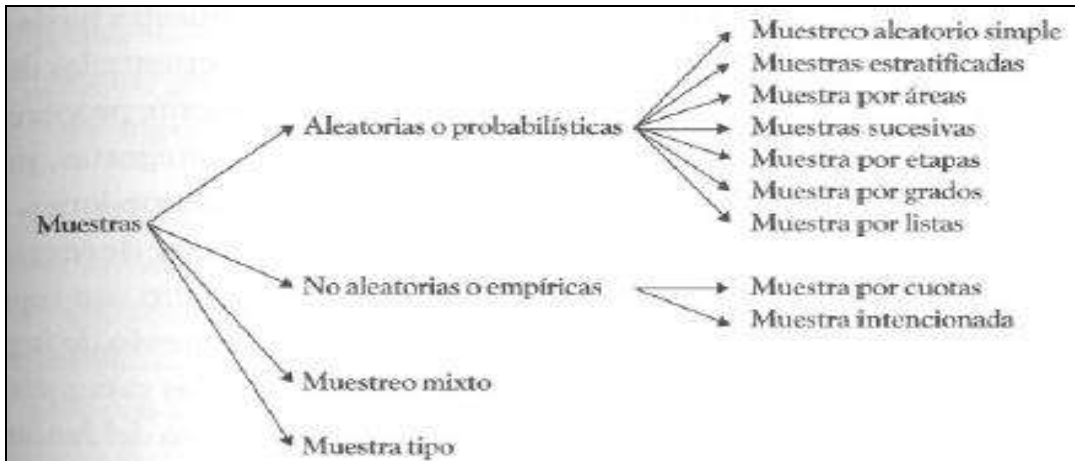 Muestras
Aleatorias o probabilísticas
Muestreo aleatorio simple
Muestras estratificadas
Muestra por áreas
Muestras sucesivas
Muestra por etapas
Muestra por grados
Muestra por listas
No aleatorias o empíricas
Muestra por cuotas
Muestra intencionada
Muestreo mixto
Muestra tipo